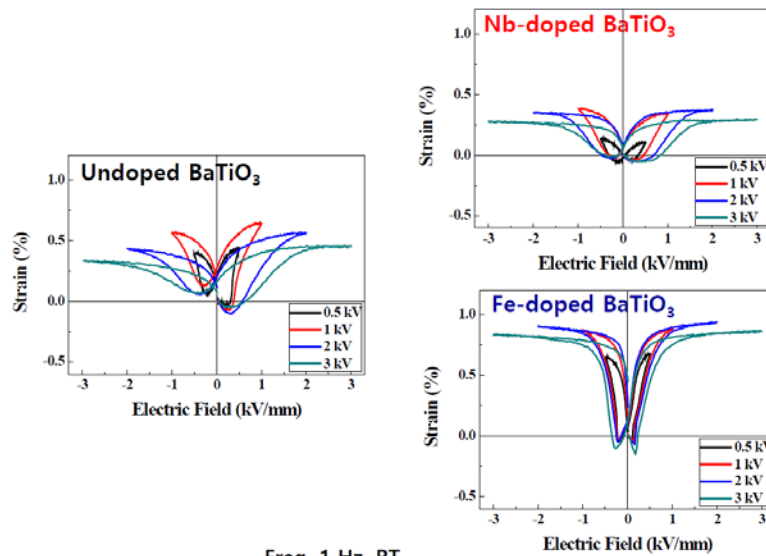 Nb-doped BaTiO3
1.0
0.5
0.0
-0.5
Strain (%)
0.5 kV
1 kV
2 kV
3 kV
-3 -2 -1 0 1 2 3
Electric Field (kV/mm)
Undoped BaTiO3
1.0
0.5
0.0
-0.5
Strain (%)
0.5 kV
1 kV
2 kV
3 kV
-3 -2 -1 0 1 2 3
Electric Field (kV/mm)
Fe-doped BaTiO3
1.0
0.5
0.0
-0.5
Strain (%)
0.5 kV
1 kV
2 kV
3 kV
-3 -2 -1 0 1 2 3
Electric Field (kV/mm)
Freq. 1 Hz, RT